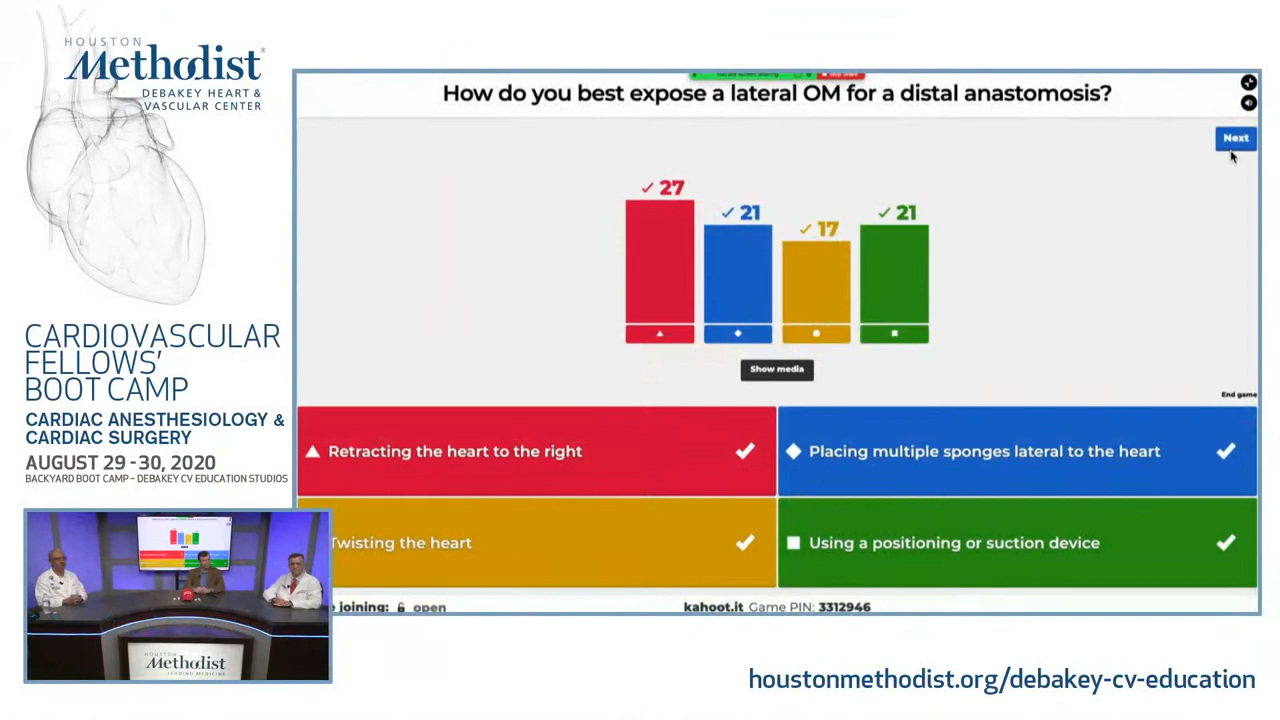 HOUSTON
Methodist®
DEBAKEY HEART &
VASCULAR CENTER
CARDIOVASCULAR
FELLOWS’
BOOT CAMP
CARDIAC ANESTHESIOLOGY &
CARDIAC SURGERY
AUGUST 29-30, 2020
BACKYARD BOOT CAMP – DEBAKEY CV EDUCATION STUDIOS
How do you best expose a lateral OM for a distal anastomosis?
Next
27
21
17
21
Show media
End game
Retracting the heart to the right
Placing multiple sponges lateral to the heart
Twisting the heart
Using a positioning or suction device
joining: open
kahoot.it Game PIN: 3312946
HOUSTON
Methodist
LEADING MEDICINE
houstonmethodist.org/debakey-cv-education